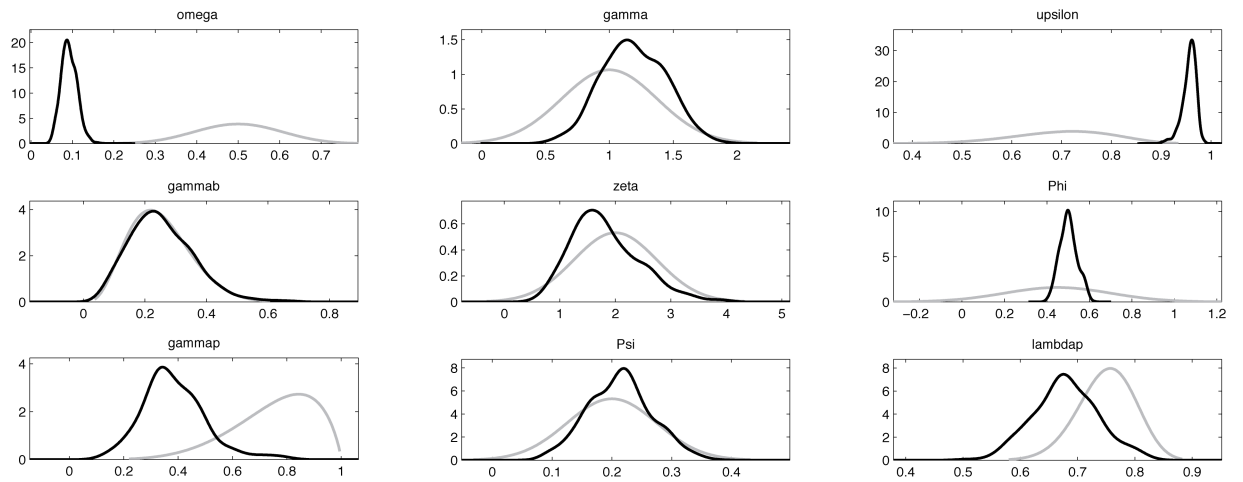 omega gamma upsilon
20 1.5 30
15 1 20
10 0.5 10
5 0 0
0
0 0.1 0.2 0.3 0.4 0.5 0.6 0.7 0 0.5 1 1.5 2 0.4 0.5 0.6 0.7 0.8 0.9 1
gammab zeta Phi
4 0.6 10
2 0.4 5
0 0.2 0
0
0 0.2 0.4 0.6 0.8 0 1 2 3 4 5 −0.2 0 0.2 0.4 0.6 0.8 1 1.2
gammap Psi lambdap
4 8 8
2 6 6
0 4 4
2 2
0 0
0 0.2 0.4 0.6 0.8 1 0 0.1 0.2 0.3 0.4 0.4 0.5 0.6 0.7 0.8 0.9